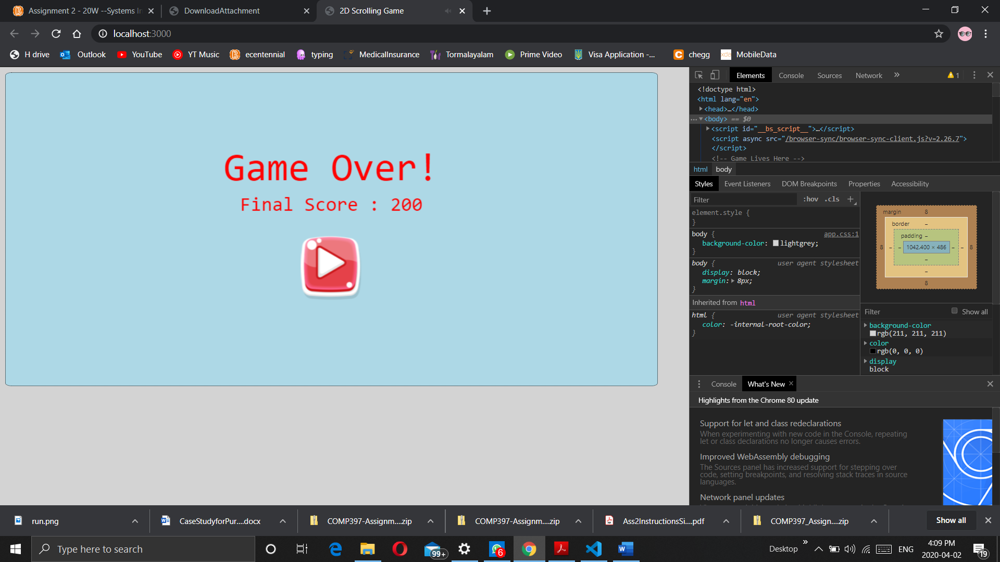 Assignment 2 - 20W --Systems In
DownloadAttachment
2D Scrolling Game
localhost:3000
H drive
Outlook
YouTube
YT Music
ecentennial
typing
MedicalInsurance
Tormalayalam
Prime Video
Visa Application -...
chegg
xda
MobileData
Game Over!
Final Score : 200
Elements
Console
Sources
Network
»
1
<!doctype html>
<html lang="en">
<head>…</head>
<body> == $0
<script id="__bs_script__">…</script>
<script async src="/browser-sync/browser-sync-client.js?v=2.26.7">
</script>
<!-- Game Lives Here -->
html
body
Styles
Event Listeners
DOM Breakpoints
Properties
Accessibility
Filter
:hov
.cls
element.style {
}
body {
app.css:1
background-color: lightgrey;
}
body {
user agent stylesheet
display: block;
margin: 8px;
}
Inherited from html
html {
user agent stylesheet
color: -internal-root-color;
}
margin
8
border
–
padding –
8
–
–
1042.400 × 486
–
–
8
–
–
8
Filter
Show all
background-color
rgb(211, 211, 211)
color
rgb(0, 0, 0)
display
block
Console
What's New
Highlights from the Chrome 80 update
Support for let and class redeclarations
When experimenting with new code in the Console, repeating
let or class declarations no longer causes errors.
Improved WebAssembly debugging
The Sources panel has increased support for stepping over
code, setting breakpoints, and resolving stack traces in source
languages.
Network panel updates
run.png
CaseStudyforPur....docx
COMP397-Assignm....zip
COMP397-Assignm....zip
Ass2InstructionsSi....pdf
COMP397_Assign....zip
Show all
Type here to search
99+
6
Desktop
»
ENG
4:09 PM
2020-04-02
19